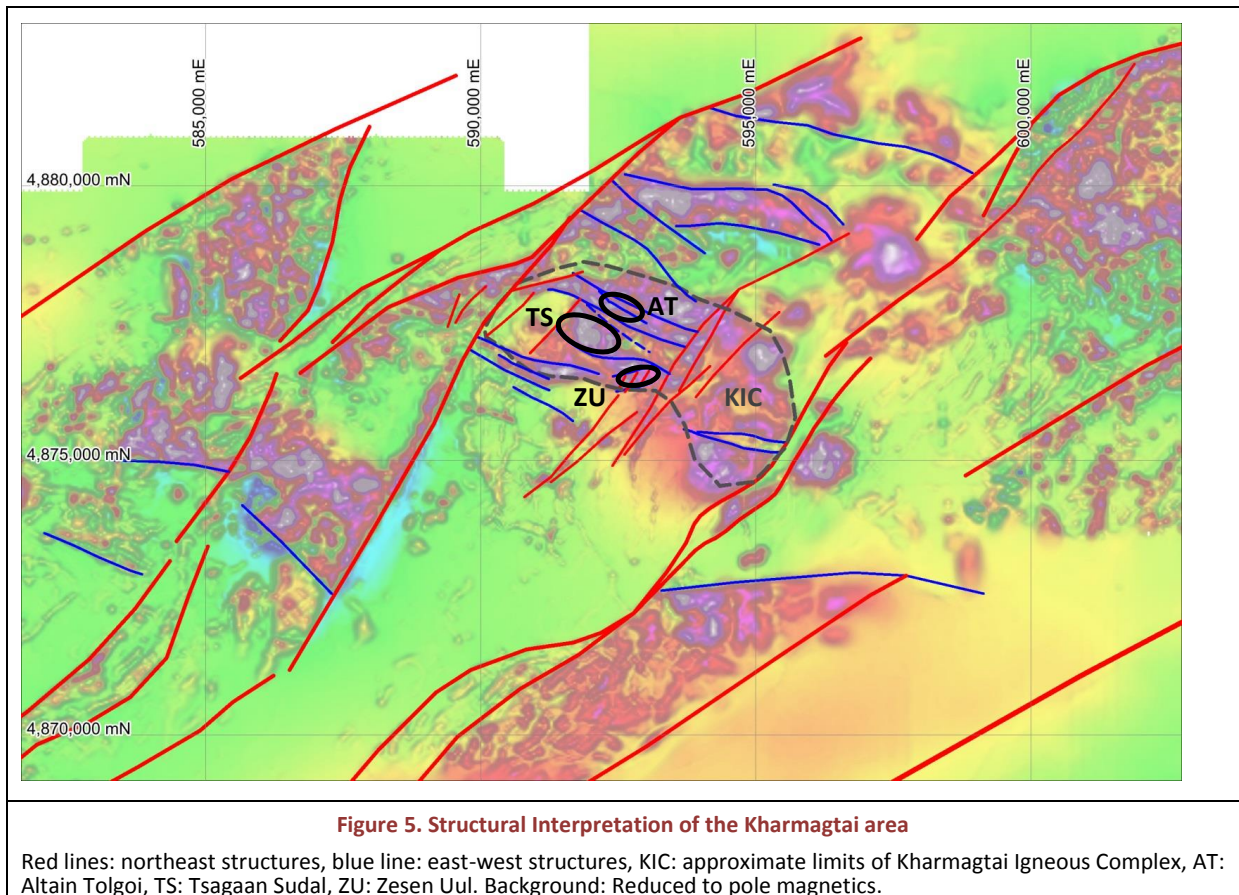 585,000 mE
590,000 mE
595,000 mE
600,000 mE
4,880,000 mN
TS
AT
ZU
KIC
4,875,000 mN
4,870,000 mN
Figure 5. Structural Interpretation of the Kharmagtai area
Red lines: northeast structures, blue line: east-west structures, KIC: approximate limits of Kharmagtai Igneous Complex, AT:
Altain Tolgoi, TS: Tsagaan Sudal, ZU: Zesen Uul. Background: Reduced to pole magnetics.